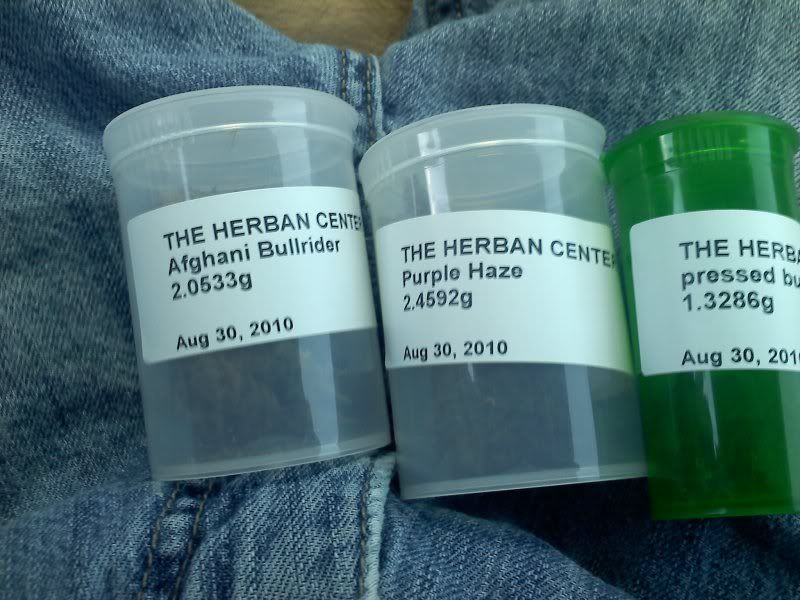 THE HERBAN CENTER
Afghani Bullrider
2.0533g
Aug 30, 2010
THE HERBAN CENTER
Purple Haze
2.4592g
Aug 30, 2010
THE HERBA
pressed bu
1.3286g
Aug 30, 2010